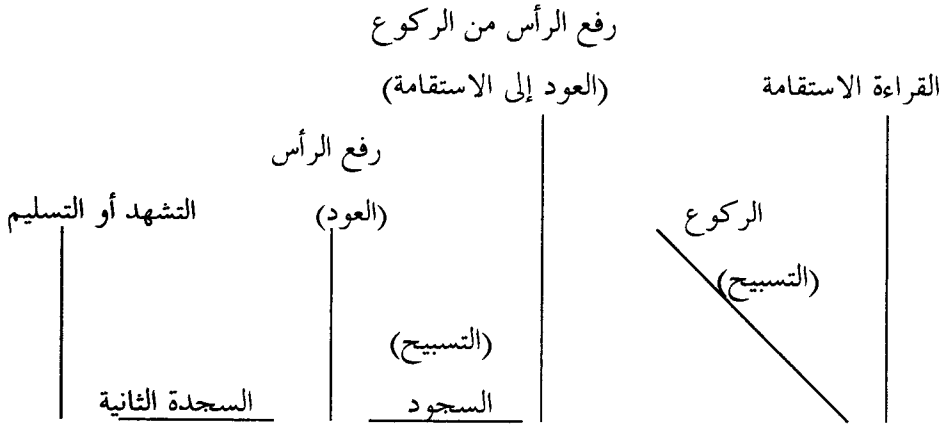 رفع الرأس من الركوع
القراءة الاستقامة
(العود إلى الاستقامة)
رفع الرأس
الركوع
(العود)
التشهد أو التسليم
(التسبيح)
(التسبيح)
السجود
السجدة الثانية